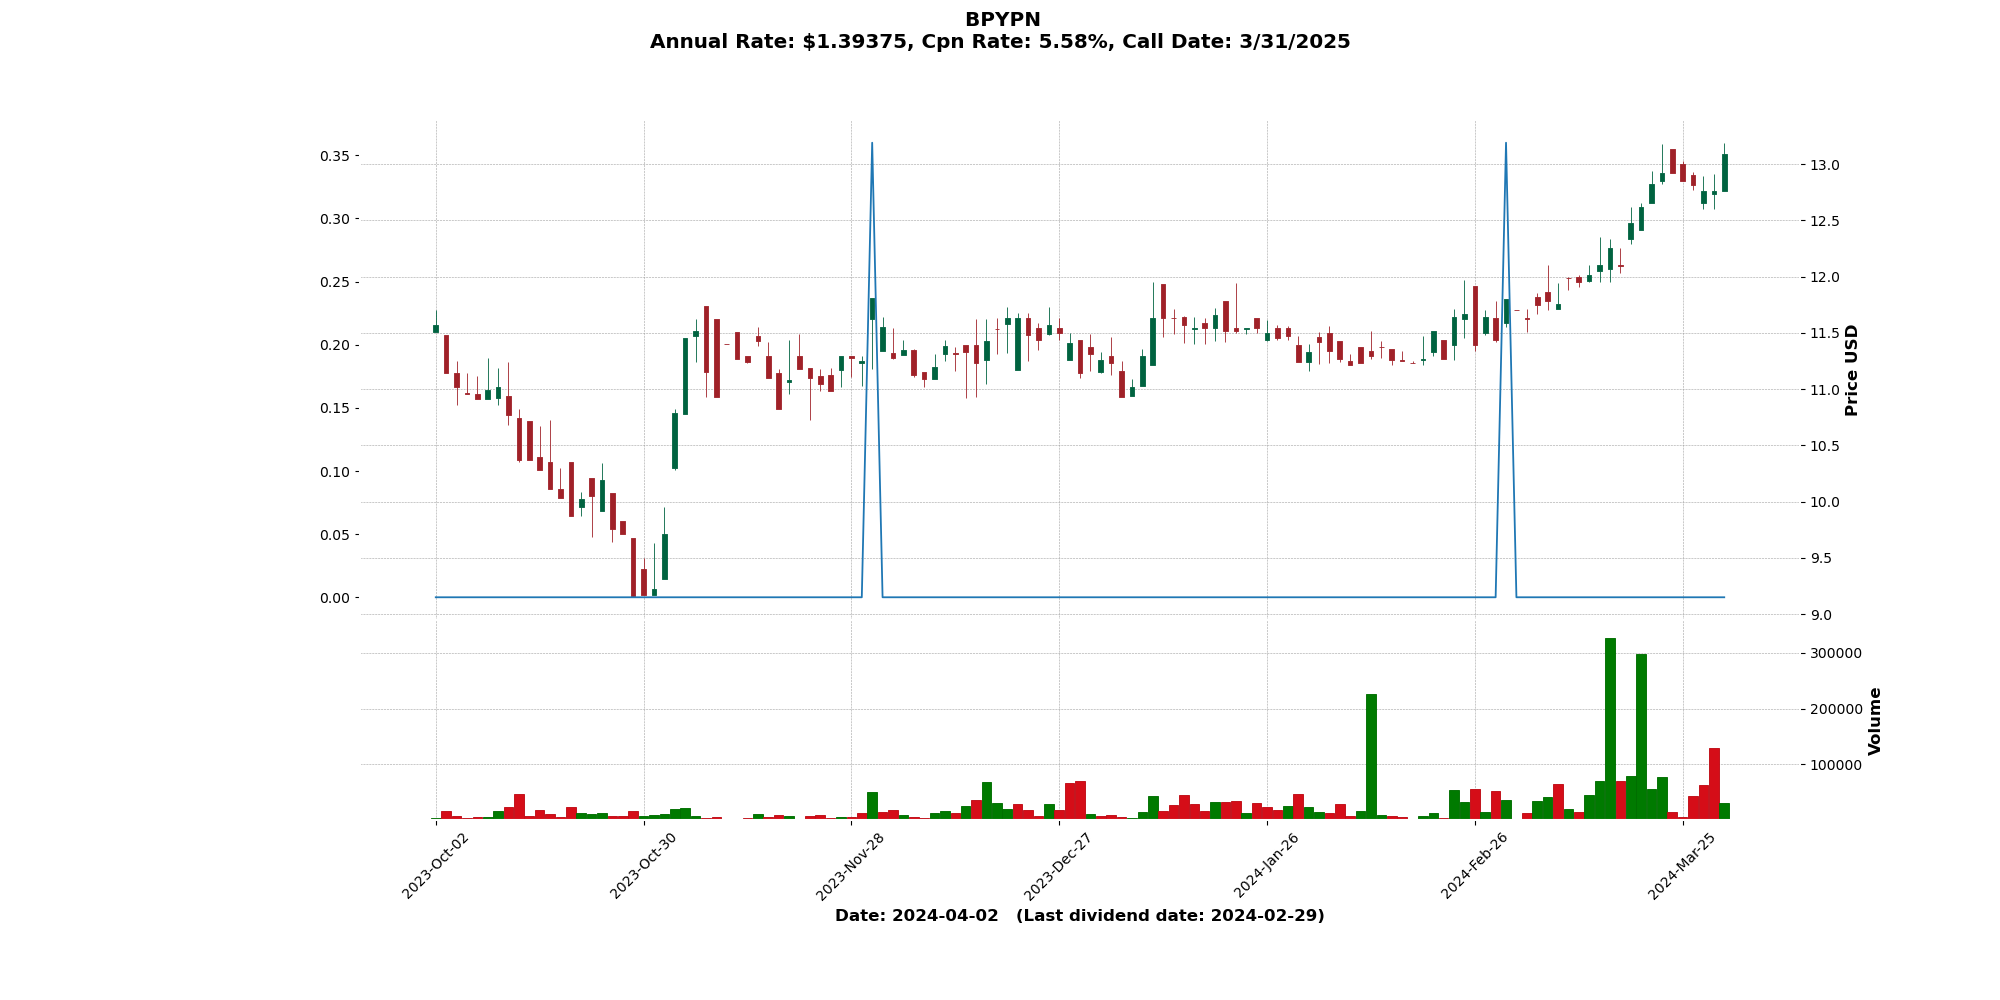 BPYPN
Annual Rate: $1.39375, Cpn Rate: 5.58%, Call Date: 3/31/2025
0.35
0.30
0.25
0.20
0.15
0.10
0.05
0.00
13.0
12.5
12.0
11.5
11.0
10.5
10.0
9.5
9.0
Price USD
300000
200000
100000
Volume
2023-Oct-02
2023-Oct-30
2023-Nov-28
2023-Dec-27
2024-Jan-26
2024-Feb-26
2024-Mar-25
Date: 2024-04-02 (Last dividend date: 2024-02-29)